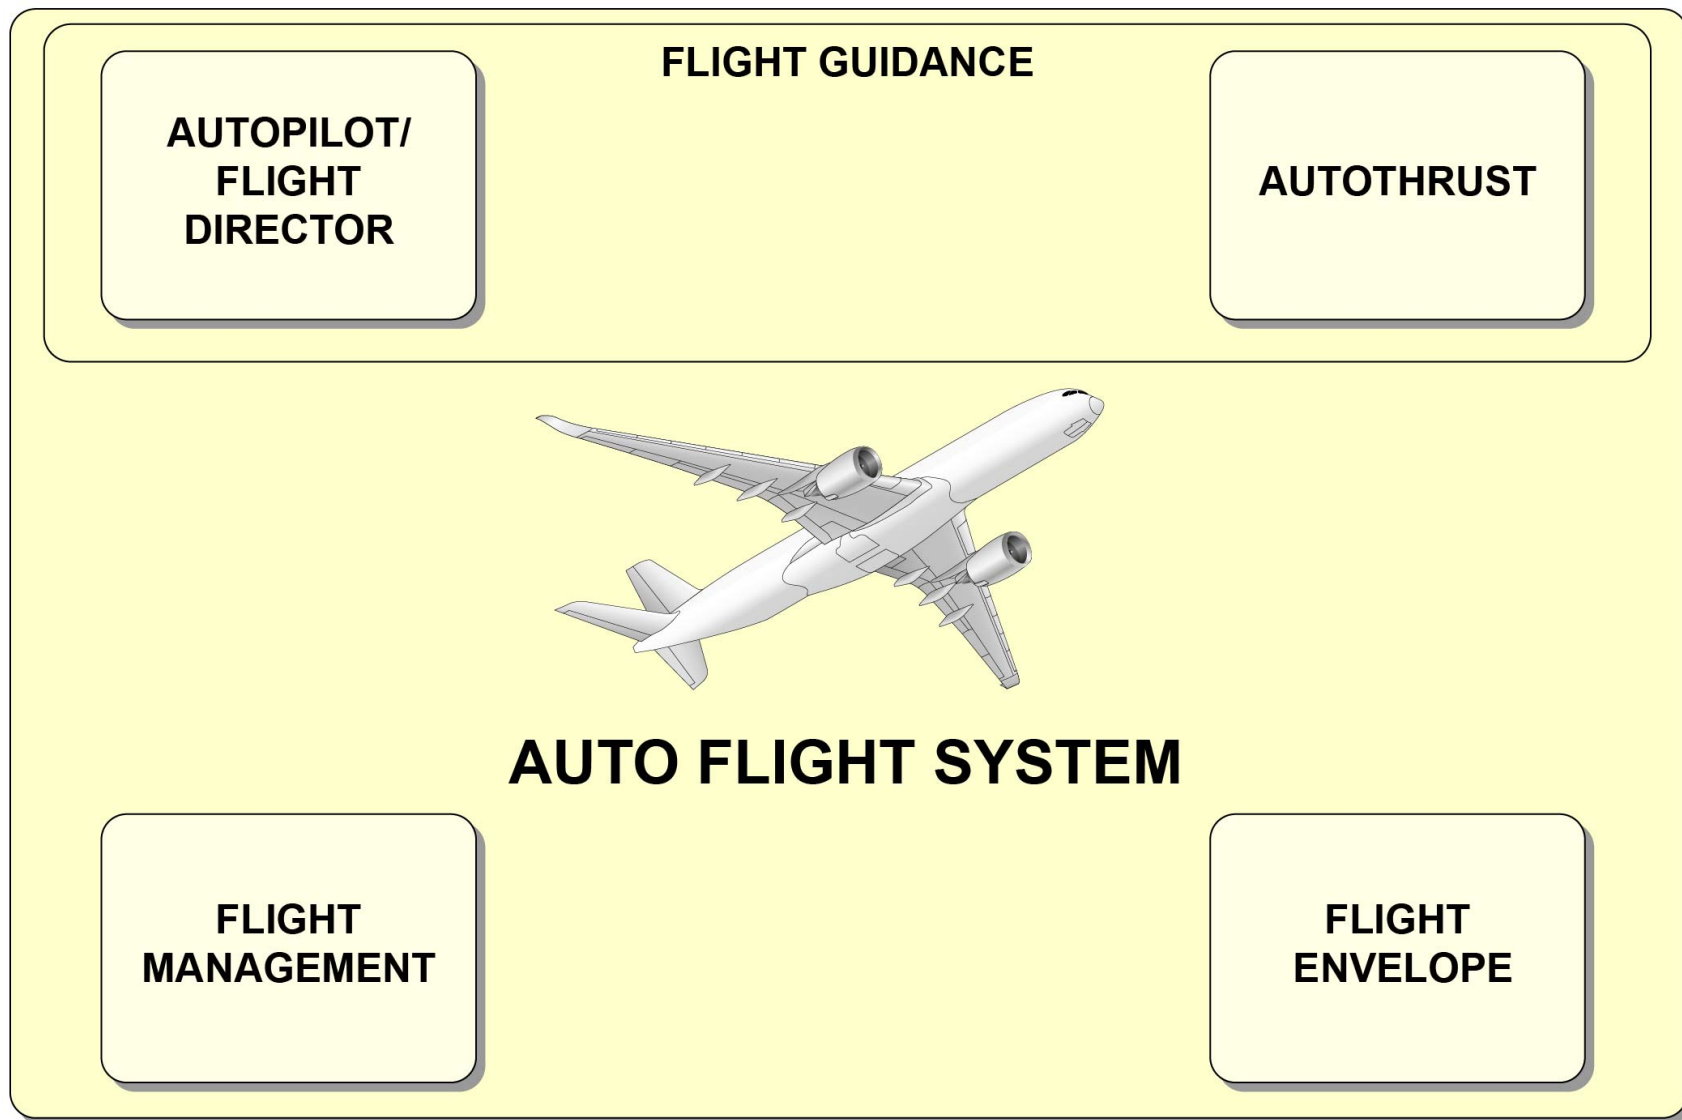 FLIGHT GUIDANCE
AUTOPILOT/
FLIGHT
DIRECTOR
AUTOTHRUST
AUTO FLIGHT SYSTEM
FLIGHT
MANAGEMENT
FLIGHT
ENVELOPE